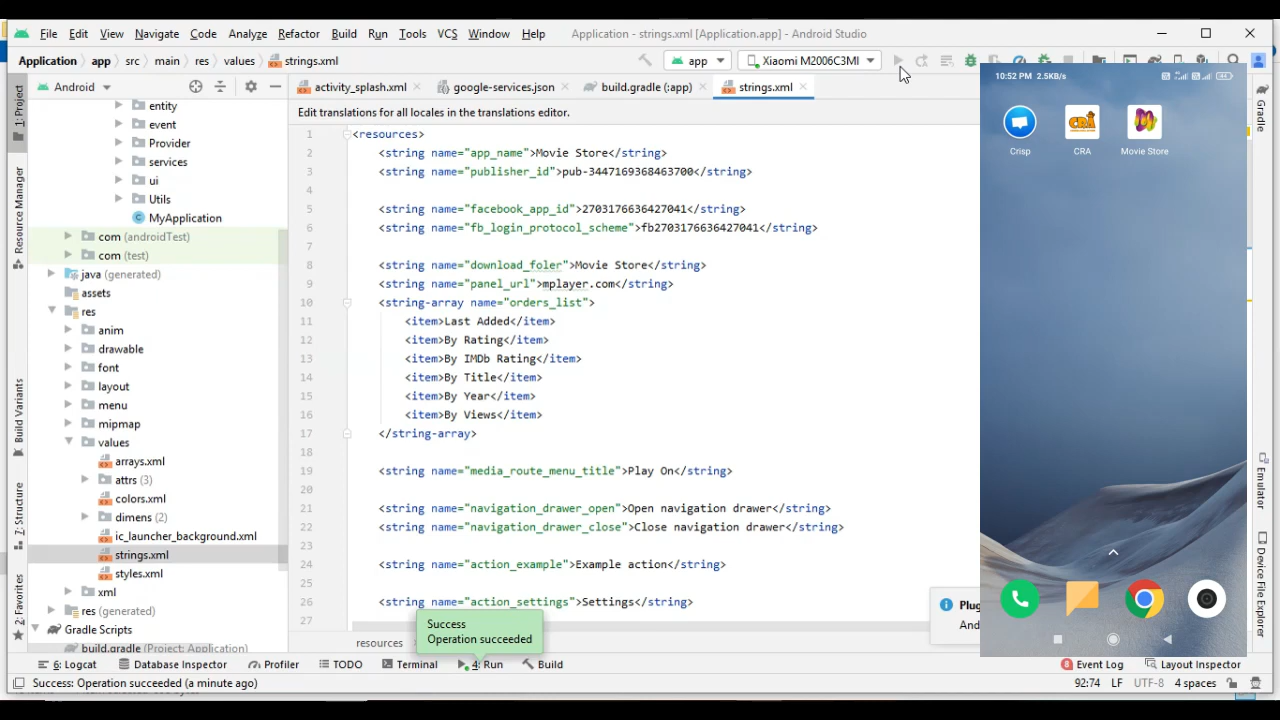 File Edit View Navigate Code Analyze Refactor Build Run Tools VCS Window Help Application - strings.xml [Application.app] - Android Studio
Application app src main res values strings.xml app Xiaomi M2006C3MI
Android activity_splash.xml google-services.json build.gradle (:app) strings.xml
Edit translations for all locales in the translations editor.
1: Project
Resource Manager
Build Variants
7: Structure
2: Favorites
entity
event
Provider
services
ui
Utils
MyApplication
com (androidTest)
com (test)
java (generated)
assets
res
anim
drawable
font
layout
menu
mipmap
values
arrays.xml
attrs (3)
colors.xml
dimens (2)
ic_launcher_background.xml
strings.xml
styles.xml
xml
res (generated)
Gradle Scripts
build.gradle (Project: Application)
1 <resources>
2 <string name="app_name">Movie Store</string>
3 <string name="publisher_id">pub-3447169368463700</string>
4
5 <string name="facebook_app_id">2703176636427041</string>
6 <string name="fb_login_protocol_scheme">fb2703176636427041</string>
7
8 <string name="download_foler">Movie Store</string>
9 <string name="panel_url">mplayer.com</string>
10 <string-array name="orders_list">
11 <item>Last Added</item>
12 <item>By Rating</item>
13 <item>By IMDb Rating</item>
14 <item>By Title</item>
15 <item>By Year</item>
16 <item>By Views</item>
17 </string-array>
18
19 <string name="media_route_menu_title">Play On</string>
20
21 <string name="navigation_drawer_open">Open navigation drawer</string>
22 <string name="navigation_drawer_close">Close navigation drawer</string>
23
24 <string name="action_example">Example action</string>
25
26 <string name="action_settings">Settings</string>
27
resources
Success
Operation succeeded
10:52 PM 2.5KB/s
CRA
Crisp CRA Movie Store
Gradle
Emulator
Device File Explorer
6: Logcat Database Inspector Profiler TODO Terminal 4: Run Build Event Log Layout Inspector
Success: Operation succeeded (a minute ago) 92:74 LF UTF-8 4 spaces